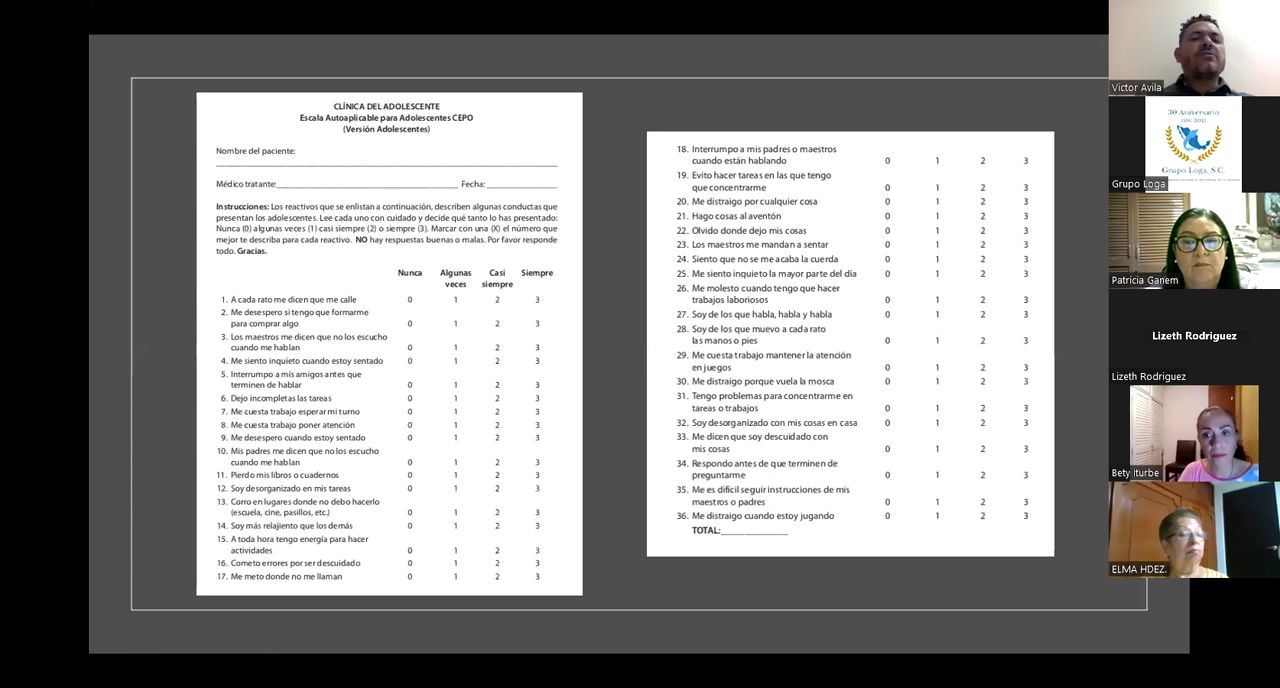 CLÍNICA DEL ADOLESCENTE
Escala Autoaplicable para Adolescentes CEPO
(Versión Adolescentes)
Nombre del paciente:
Médico tratante: Fecha:
Instrucciones: Los reactivos que se enlistan a continuación, describen algunas conductas que
presentan los adolescentes. Lee cada uno con cuidado y decide qué tanto lo has presentado:
Nunca (0) algunas veces (1) casi siempre (2) o siempre (3). Marcar con una (X) el número que
mejor te describa para cada reactivo. NO hay respuestas buenas o malas. Por favor responde
todo. Gracias.
Nunca Algunas Casi Siempre
veces siempre
1. A cada rato me dicen que me calle 0 1 2 3
2. Me desespero si tengo que formarme
para comprar algo 0 1 2 3
3. Los maestros me dicen que no los escucho
cuando me hablan 0 1 2 3
4. Me siento inquieto cuando estoy sentado 0 1 2 3
5. Interrumpo a mis amigos antes que
terminen de hablar 0 1 2 3
6. Dejo incompletas las tareas 0 1 2 3
7. Me cuesta trabajo esperar mi turno 0 1 2 3
8. Me cuesta trabajo poner atención 0 1 2 3
9. Me desespero cuando estoy sentado 0 1 2 3
10. Mis padres me dicen que no los escucho
cuando me hablan 0 1 2 3
11. Pierdo mis libros o cuadernos 0 1 2 3
12. Soy desorganizado en mis tareas 0 1 2 3
13. Corro en lugares donde no debo hacerlo
(escuela, cine, pasillos, etc.) 0 1 2 3
14. Soy más relajiento que los demás 0 1 2 3
15. A toda hora tengo energía para hacer
actividades 0 1 2 3
16. Cometo errores por ser descuidado 0 1 2 3
17. Me meto donde no me llaman 0 1 2 3
18. Interrumpo a mis padres o maestros
cuando están hablando 0 1 2 3
19. Evito hacer tareas en las que tengo
que concentrarme 0 1 2 3
20. Me distraigo por cualquier cosa 0 1 2 3
21. Hago cosas al aventón 0 1 2 3
22. Olvido donde dejo mis cosas 0 1 2 3
23. Los maestros me mandan a sentar 0 1 2 3
24. Siento que no se me acaba la cuerda 0 1 2 3
25. Me siento inquieto la mayor parte del día 0 1 2 3
26. Me molesto cuando tengo que hacer
trabajos laboriosos 0 1 2 3
27. Soy de los que habla, habla y habla 0 1 2 3
28. Soy de los que muevo a cada rato
las manos o pies 0 1 2 3
29. Me cuesta trabajo mantener la atención
en juegos 0 1 2 3
30. Me distraigo porque vuela la mosca 0 1 2 3
31. Tengo problemas para concentrarme en
tareas o trabajos 0 1 2 3
32. Soy desorganizado con mis cosas en casa 0 1 2 3
33. Me dicen que soy descuidado con
mis cosas 0 1 2 3
34. Respondo antes de que terminen de
preguntarme 0 1 2 3
35. Me es difícil seguir instrucciones de mis
maestros o padres 0 1 2 3
36. Me distraigo cuando estoy jugando 0 1 2 3
TOTAL:
Victor Avila
30 Aniversario
Grupo Loga, S.C.
Grupo Loga
Patricia Ganem
Lizeth Rodriguez
Lizeth Rodriguez
Bety Iturbe
ELMA HDEZ.